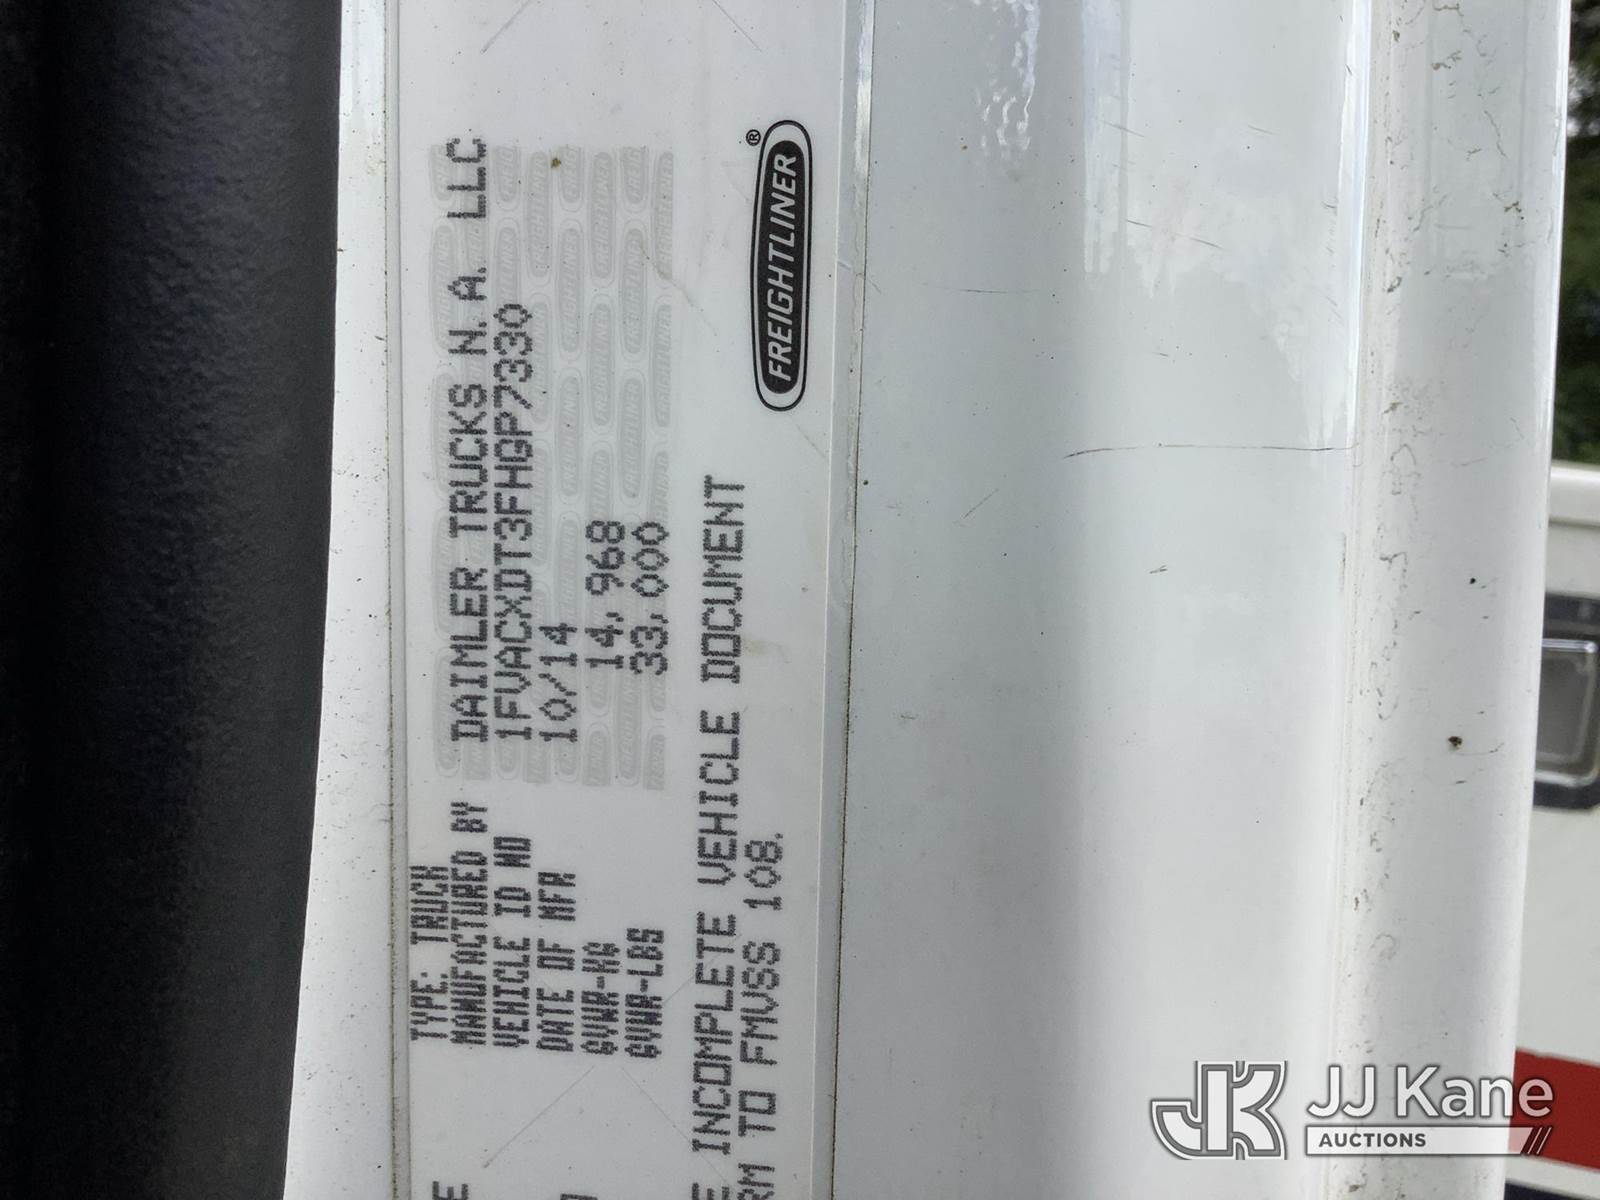 TYPE: TRUCK
MANUFACTURED BY DAIMLER TRUCKS N.A. LLC
VEHICLE ID NO 1FVACXDT3FHGP7330
DATE OF MFR 10/14
GVWR-KG 14,968
GVWR-LBS 33,000
INCOMPLETE VEHICLE DOCUMENT
TO FMVSS 108.
FREIGHTLINER®
JK JJ Kane
AUCTIONS